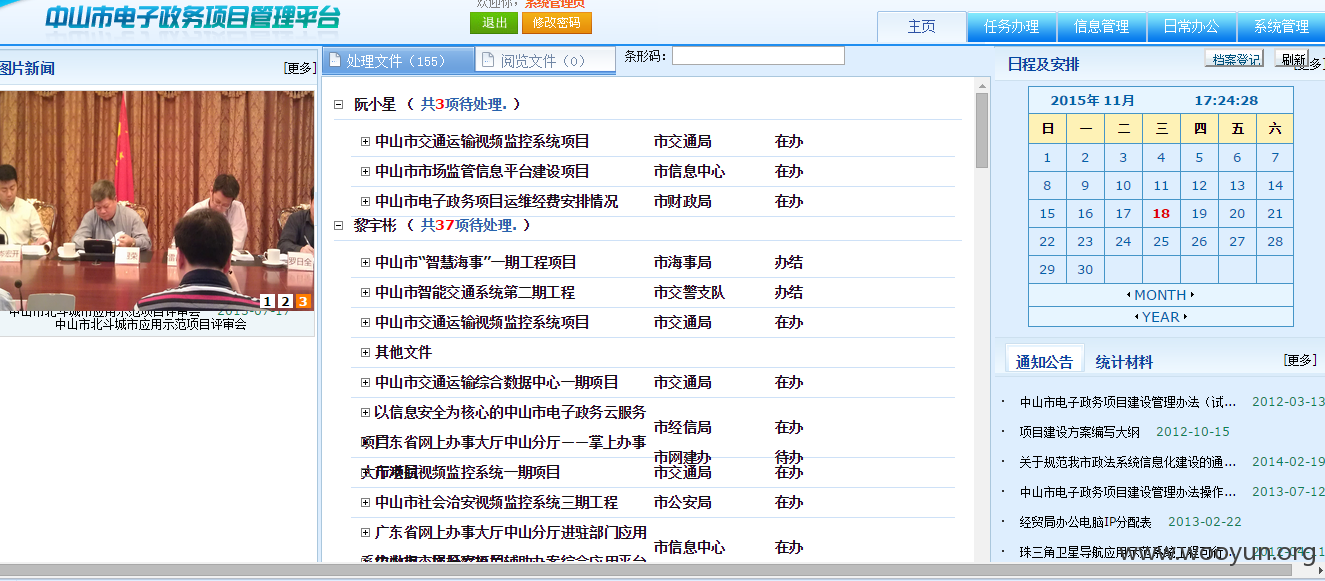 中山市电子政务项目管理平台
欢迎你, 系统管理员
退出
修改密码
主页
任务办理
信息管理
日常办公
系统管理
图片新闻
[更多]
1 2 3
中山市北斗城市应用示范项目评审会
中山市北斗城市应用示范项目评审会
处理文件（155）
阅览文件（0）
条形码：
阮小星 （ 共3项待处理. ）
中山市交通运输视频监控系统项目 市交通局 在办
中山市市场监管信息平台建设项目 市信息中心 在办
中山市电子政务项目运维经费安排情况 市财政局 在办
黎宇彬 （ 共37项待处理. ）
中山市“智慧海事”一期工程项目 市海事局 办结
中山市智能交通系统第二期工程 市交警支队 办结
中山市交通运输视频监控系统项目 市交通局 在办
其他文件
中山市交通运输综合数据中心一期项目 市交通局 在办
以信息安全为核心的中山市电子政务云服务
市经信局 在办
广东省网上办事大厅中山分厅——掌上办事
市网建办 待办
视频监控系统一期项目 市交通局 在办
中山市社会治安视频监控系统三期工程 市公安局 在办
广东省网上办事大厅中山分厅进驻部门应用
市信息中心 在办
日程及安排
档案登记
刷新
2015年 11月 17:24:28
日 一 二 三 四 五 六
1 2 3 4 5 6 7
8 9 10 11 12 13 14
15 16 17 18 19 20 21
22 23 24 25 26 27 28
29 30
MONTH
YEAR
通知公告
统计材料
[更多]
中山市电子政务项目建设管理办法（试... 2012-03-13
项目建设方案编写大纲 2012-10-15
关于规范我市政法系统信息化建设的通... 2014-02-19
中山市电子政务项目建设管理办法操作... 2013-07-12
经贸局办公电脑IP分配表 2013-02-22
珠三角卫星导航应用示范系统工程可行... 2012-04-11
www.wooyun.org